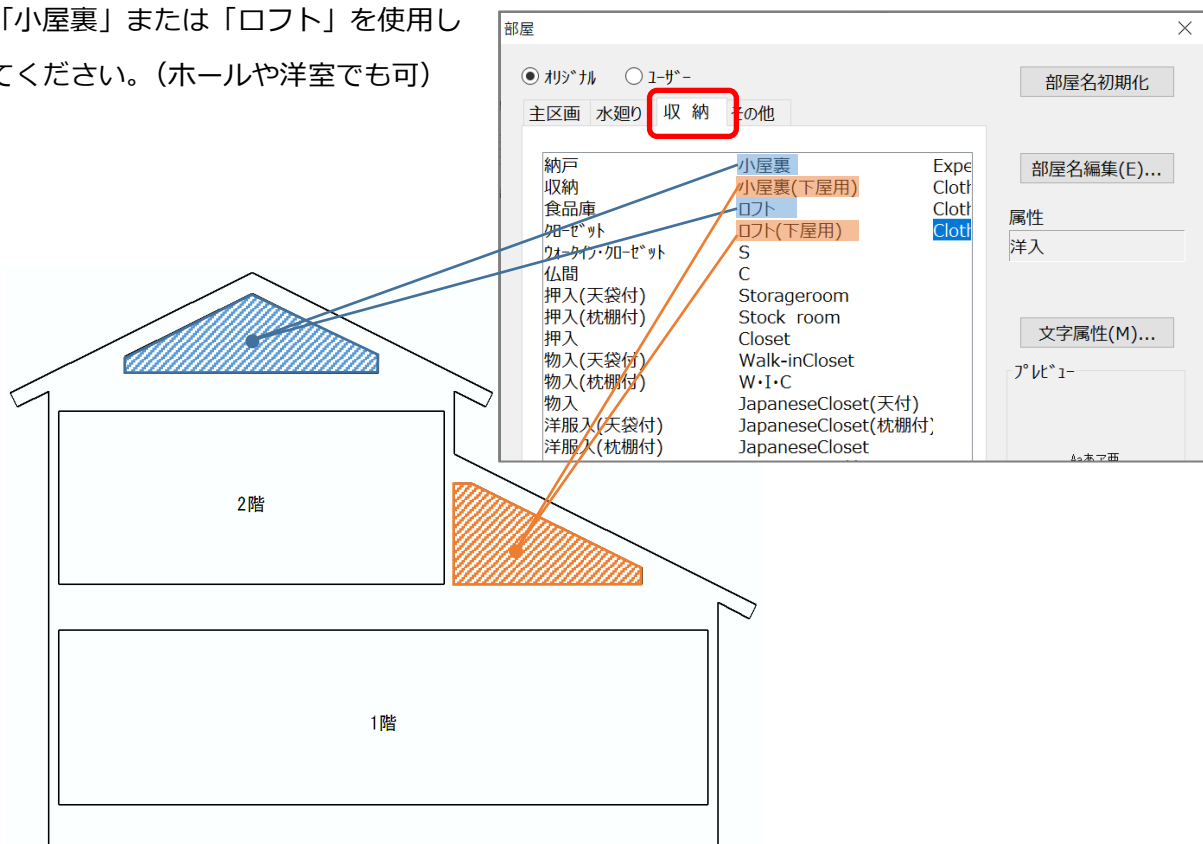 「小屋裏」または「ロフト」を使用し
てください。（ホールや洋室でも可）
部屋
ｵﾘｼﾞﾅﾙ
ﾕｰｻﾞｰ
部屋名初期化
主区画
水廻り
収 納
その他
納戸
収納
食品庫
ｸﾛｰｾﾞｯﾄ
ｳｫｰｸｲﾝ･ｸﾛｰｾﾞｯﾄ
仏間
押入(天袋付)
押入(枕棚付)
押入
物入(天袋付)
物入(枕棚付)
物入
洋服入(天袋付)
洋服入(枕棚付)
小屋裏
小屋裏(下屋用)
ﾛﾌﾄ
ﾛﾌﾄ(下屋用)
S
C
Storageroom
Stock room
Closet
Walk-inCloset
W･I･C
JapaneseCloset(天付)
JapaneseCloset(枕棚付)
JapaneseCloset
Expe
Cloth
Cloth
Cloth
部屋名編集(E)...
属性
洋入
文字属性(M)...
ﾌﾟﾚﾋﾞｭｰ
Aaあア亜
2階
1階